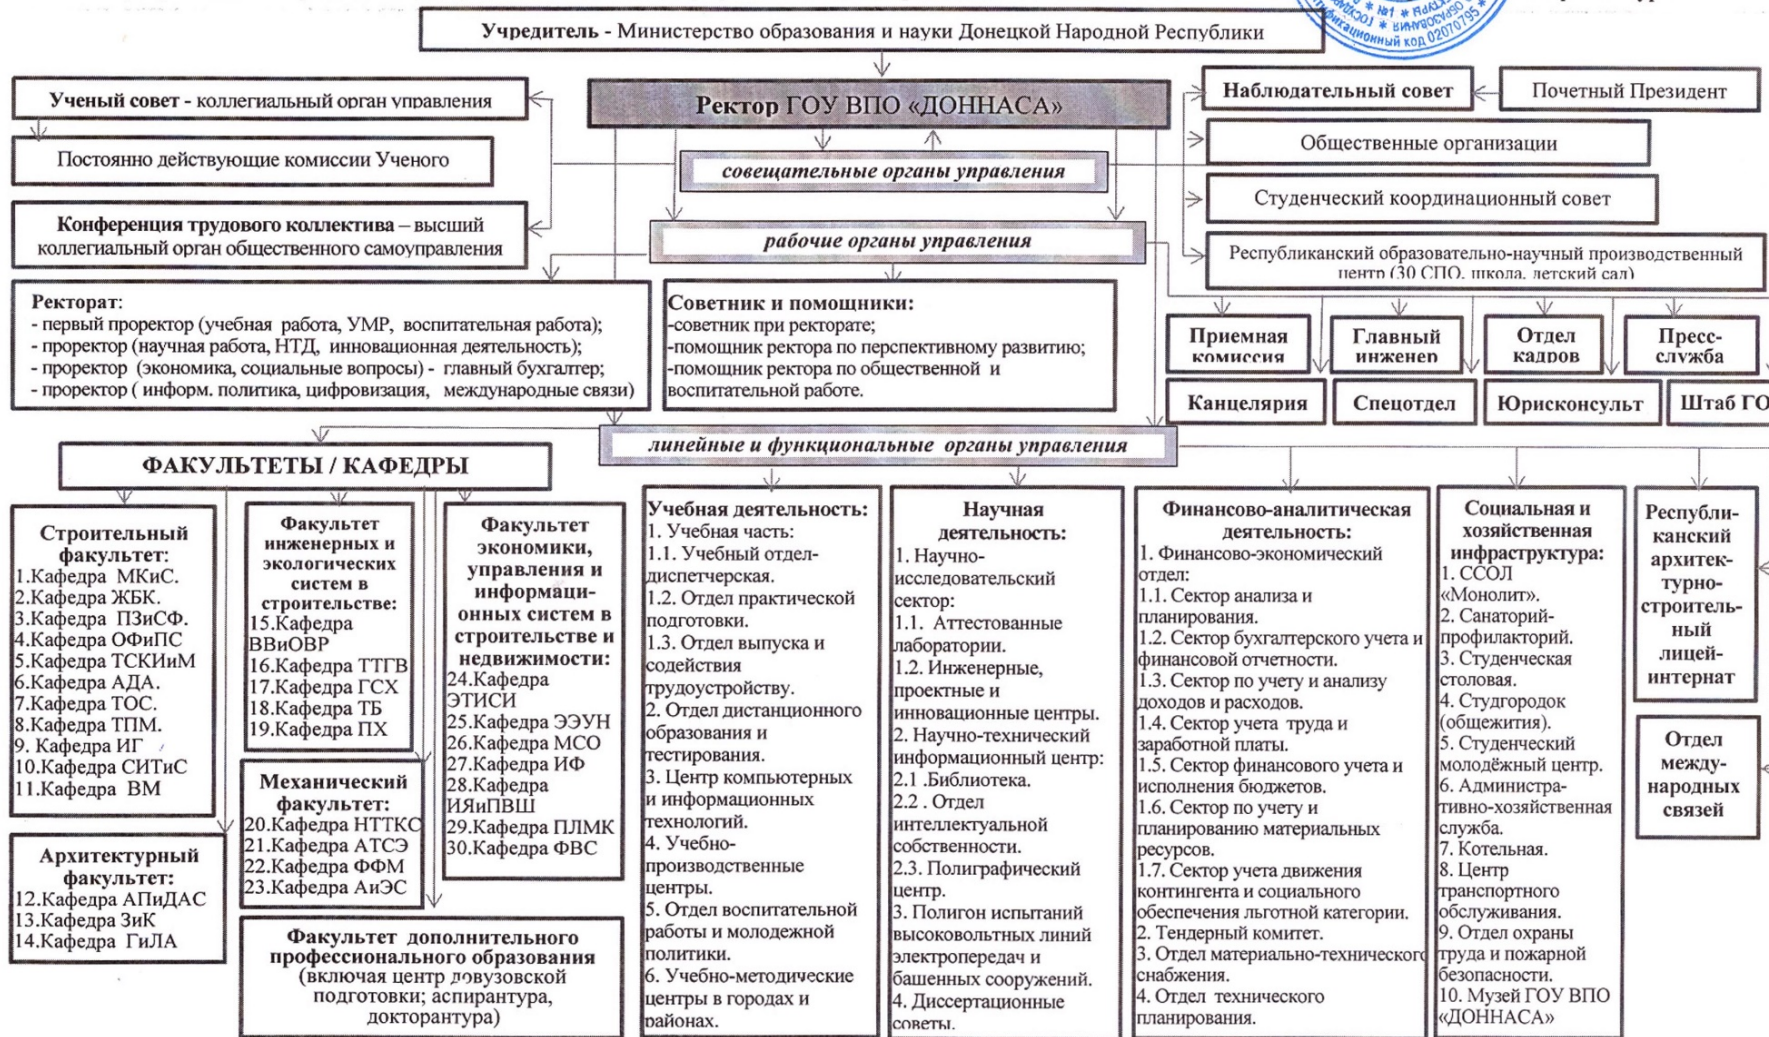 Учредитель - Министерство образования и науки Донецкой Народной Республики
Ученый совет - коллегиальный орган управления
Ректор ГОУ ВПО «ДОННАСА»
Наблюдательный совет
Почетный Президент
Постоянно действующие комиссии Ученого
совещательные органы управления
Общественные организации
Студенческий координационный совет
Конференция трудового коллектива – высший
коллегиальный орган общественного самоуправления
рабочие органы управления
Республиканский образовательно-научный производственный
центр (30 СПО, школа, детский сад)
Ректорат:
- первый проректор (учебная работа, УМР, воспитательная работа);
- проректор (научная работа, НТД, инновационная деятельность);
- проректор (экономика, социальные вопросы) - главный бухгалтер;
- проректор ( информ. политика, цифровизация, международные связи)
Советник и помощники:
-советник при ректорате;
-помощник ректора по перспективному развитию;
-помощник ректора по общественной и
воспитательной работе.
Приемная
комиссия
Главный
инженер
Отдел
кадров
Пресс-
служба
Канцелярия
Спецотдел
Юрисконсульт
Штаб ГО
линейные и функциональные органы управления
ФАКУЛЬТЕТЫ / КАФЕДРЫ
Строительный
факультет:
1.Кафедра МКиС.
2.Кафедра ЖБК.
3.Кафедра ПЗиСФ.
4.Кафедра ОФиПС
5.Кафедра ТСКИиМ
6.Кафедра АДА.
7.Кафедра ТОС.
8.Кафедра ТПМ.
9. Кафедра ИГ
10.Кафедра СИТиС
11.Кафедра ВМ
Архитектурный
факультет:
12.Кафедра АПиДАС
13.Кафедра ЗиК
14.Кафедра ГиЛА
Факультет
инженерных и
экологических
систем в
строительстве:
15.Кафедра
ВВиОВР
16.Кафедра ТТГВ
17.Кафедра ГСХ
18.Кафедра ТБ
19.Кафедра ПХ
Механический
факультет:
20.Кафедра НТТКС
21.Кафедра АТСЭ
22.Кафедра ФФМ
23.Кафедра АиЭС
Факультет
экономики,
управления и
информаци-
онных систем в
строительстве и
недвижимости:
24.Кафедра
ЭТИСИ
25.Кафедра ЭЭУН
26.Кафедра МСО
27.Кафедра ИФ
28.Кафедра
ИЯиПВШ
29.Кафедра ПЛМК
30.Кафедра ФВС
Факультет дополнительного
профессионального образования
(включая центр довузовской
подготовки; аспирантура,
докторантура)
Учебная деятельность:
1. Учебная часть:
1.1. Учебный отдел-
диспетчерская.
1.2. Отдел практической
подготовки.
1.3. Отдел выпуска и
содействия
трудоустройству.
2. Отдел дистанционного
образования и
тестирования.
3. Центр компьютерных
и информационных
технологий.
4. Учебно-
производственные
центры.
5. Отдел воспитательной
работы и молодежной
политики.
6. Учебно-методические
центры в городах и
районах.
Научная
деятельность:
1. Научно-
исследовательский
сектор:
1.1. Аттестованные
лаборатории.
1.2. Инженерные,
проектные и
инновационные центры.
2. Научно-технический
информационный центр:
2.1 .Библиотека.
2.2 . Отдел
интеллектуальной
собственности.
2.3. Полиграфический
центр.
3. Полигон испытаний
высоковольтных линий
электропередач и
башенных сооружений.
4. Диссертационные
советы.
Финансово-аналитическая
деятельность:
1. Финансово-экономический
отдел:
1.1. Сектор анализа и
планирования.
1.2. Сектор бухгалтерского учета и
финансовой отчетности.
1.3. Сектор по учету и анализу
доходов и расходов.
1.4. Сектор учета труда и
заработной платы.
1.5. Сектор финансового учета и
исполнения бюджетов.
1.6. Сектор по учету и
планированию материальных
ресурсов.
1.7. Сектор учета движения
контингента и социального
обеспечения льготной категории.
2. Тендерный комитет.
3. Отдел материально-технического
снабжения.
4. Отдел технического
планирования.
Социальная и
хозяйственная
инфраструктура:
1. ССОЛ
«Монолит».
2. Санаторий-
профилакторий.
3. Студенческая
столовая.
4. Студгородок
(общежития).
5. Студенческий
молодёжный центр.
6. Администра-
тивно-хозяйственная
служба.
7. Котельная.
8. Центр
транспортного
обслуживания.
9. Отдел охраны
труда и пожарной
безопасности.
10. Музей ГОУ ВПО
«ДОННАСА»
Республи-
канский
архитек-
турно-
строитель-
ный
лицей-
интернат
Отдел
между-
народных
связей
код 02070795